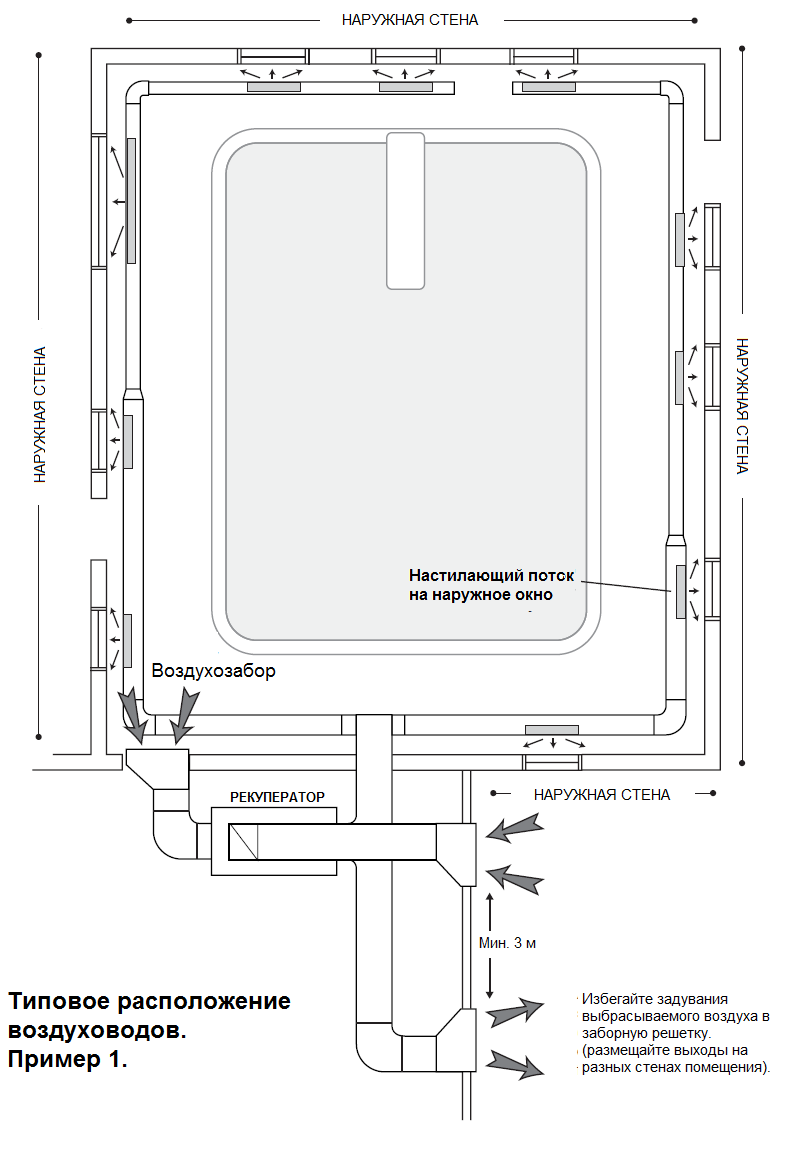 НАРУЖНАЯ СТЕНА
НАРУЖНАЯ СТЕНА
НАРУЖНАЯ СТЕНА
Настилающий поток
на наружное окно
Воздухозабор
РЕКУПЕРАТОР
НАРУЖНАЯ СТЕНА
Мин. 3 м
Типовое расположение
воздуховодов.
Пример 1.
Избегайте задувания
выбрасываемого воздуха в
заборную решетку.
(размещайте выходы на
разных стенах помещения).